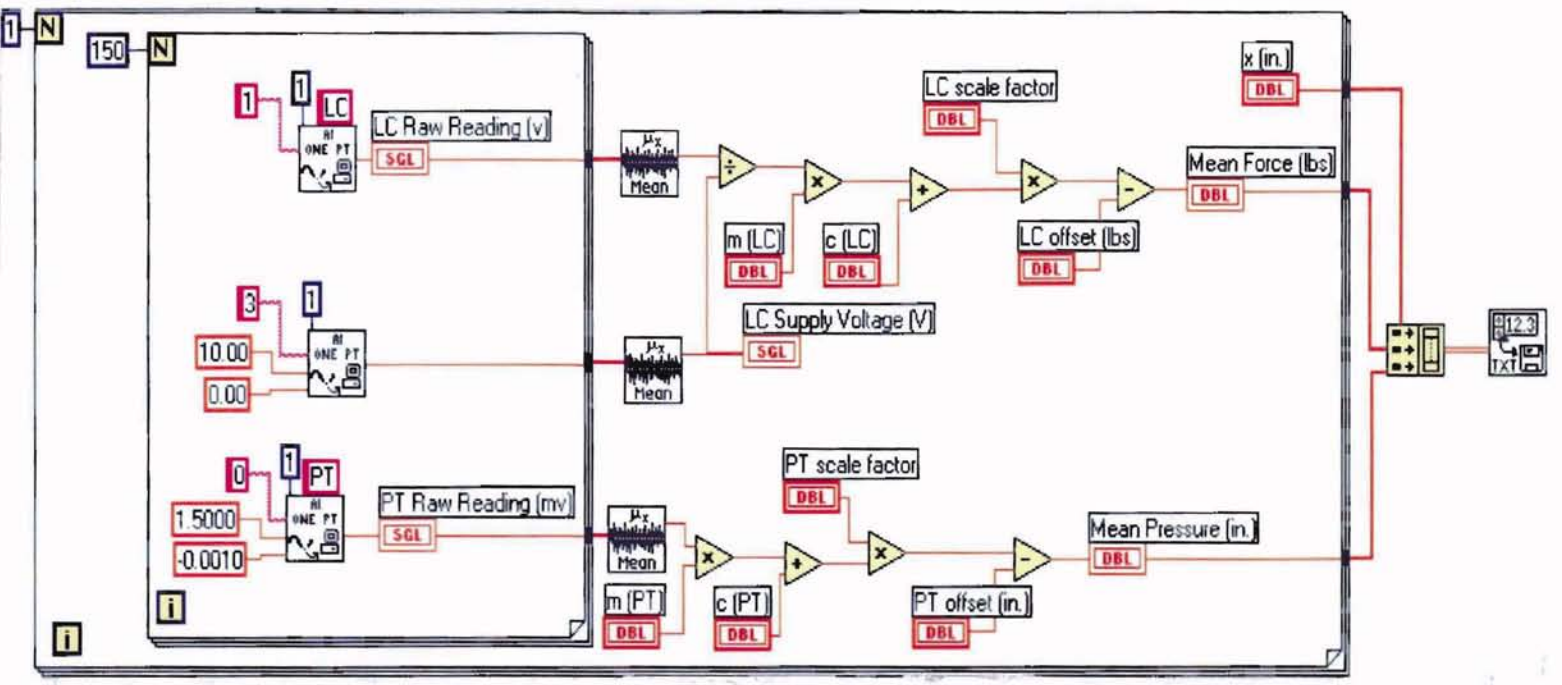 1
N
150
N
x (in.)
DBL
1
1
LC
AI
ONE PT
LC Raw Reading (v)
SGL
μx
Mean
÷
x
+
LC scale factor
DBL
x
-
Mean Force (lbs)
DBL
m (LC)
DBL
c (LC)
DBL
LC offset (lbs)
DBL
3
1
10.00
0.00
AI
ONE PT
μx
Mean
LC Supply Voltage (V)
SGL
12.3
TXT
0
1
PT
1.5000
-0.0010
AI
ONE PT
PT Raw Reading (mv)
SGL
μx
Mean
x
+
PT scale factor
DBL
x
-
Mean Pressure (in.)
DBL
m (PT)
DBL
c (PT)
DBL
PT offset (in.)
DBL
i
i